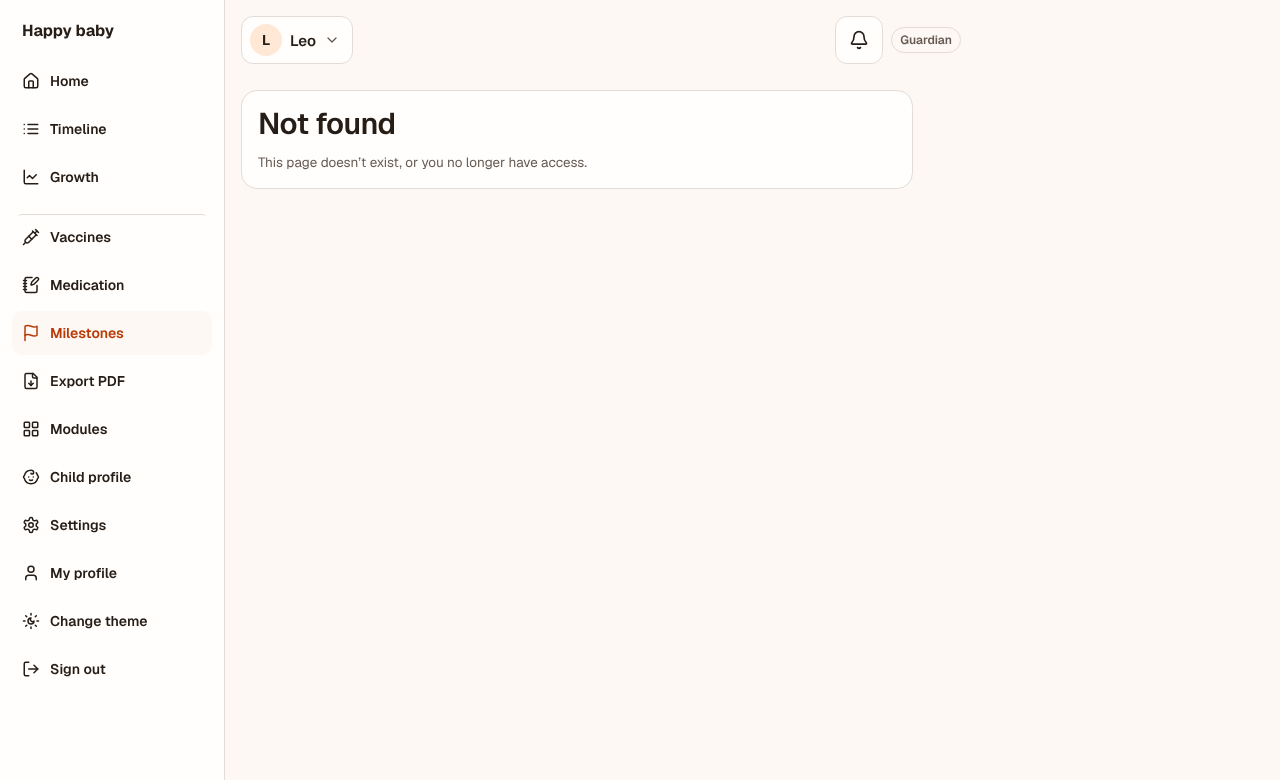 Happy baby
Home
Timeline
Growth
Vaccines
Medication
Milestones
Export PDF
Modules
Child profile
Settings
My profile
Change theme
Sign out
L
Leo
Guardian
Not found
This page doesn't exist, or you no longer have access.